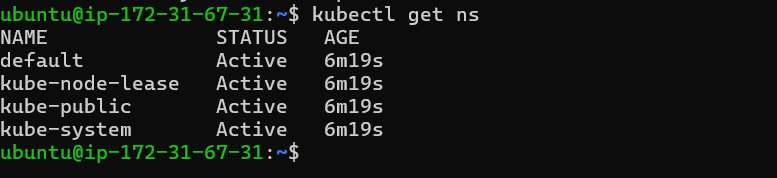 ubuntu@ip-172-31-67-31:~$ kubectl get ns
NAME              STATUS   AGE
default           Active   6m19s
kube-node-lease   Active   6m19s
kube-public       Active   6m19s
kube-system       Active   6m19s
ubuntu@ip-172-31-67-31:~$